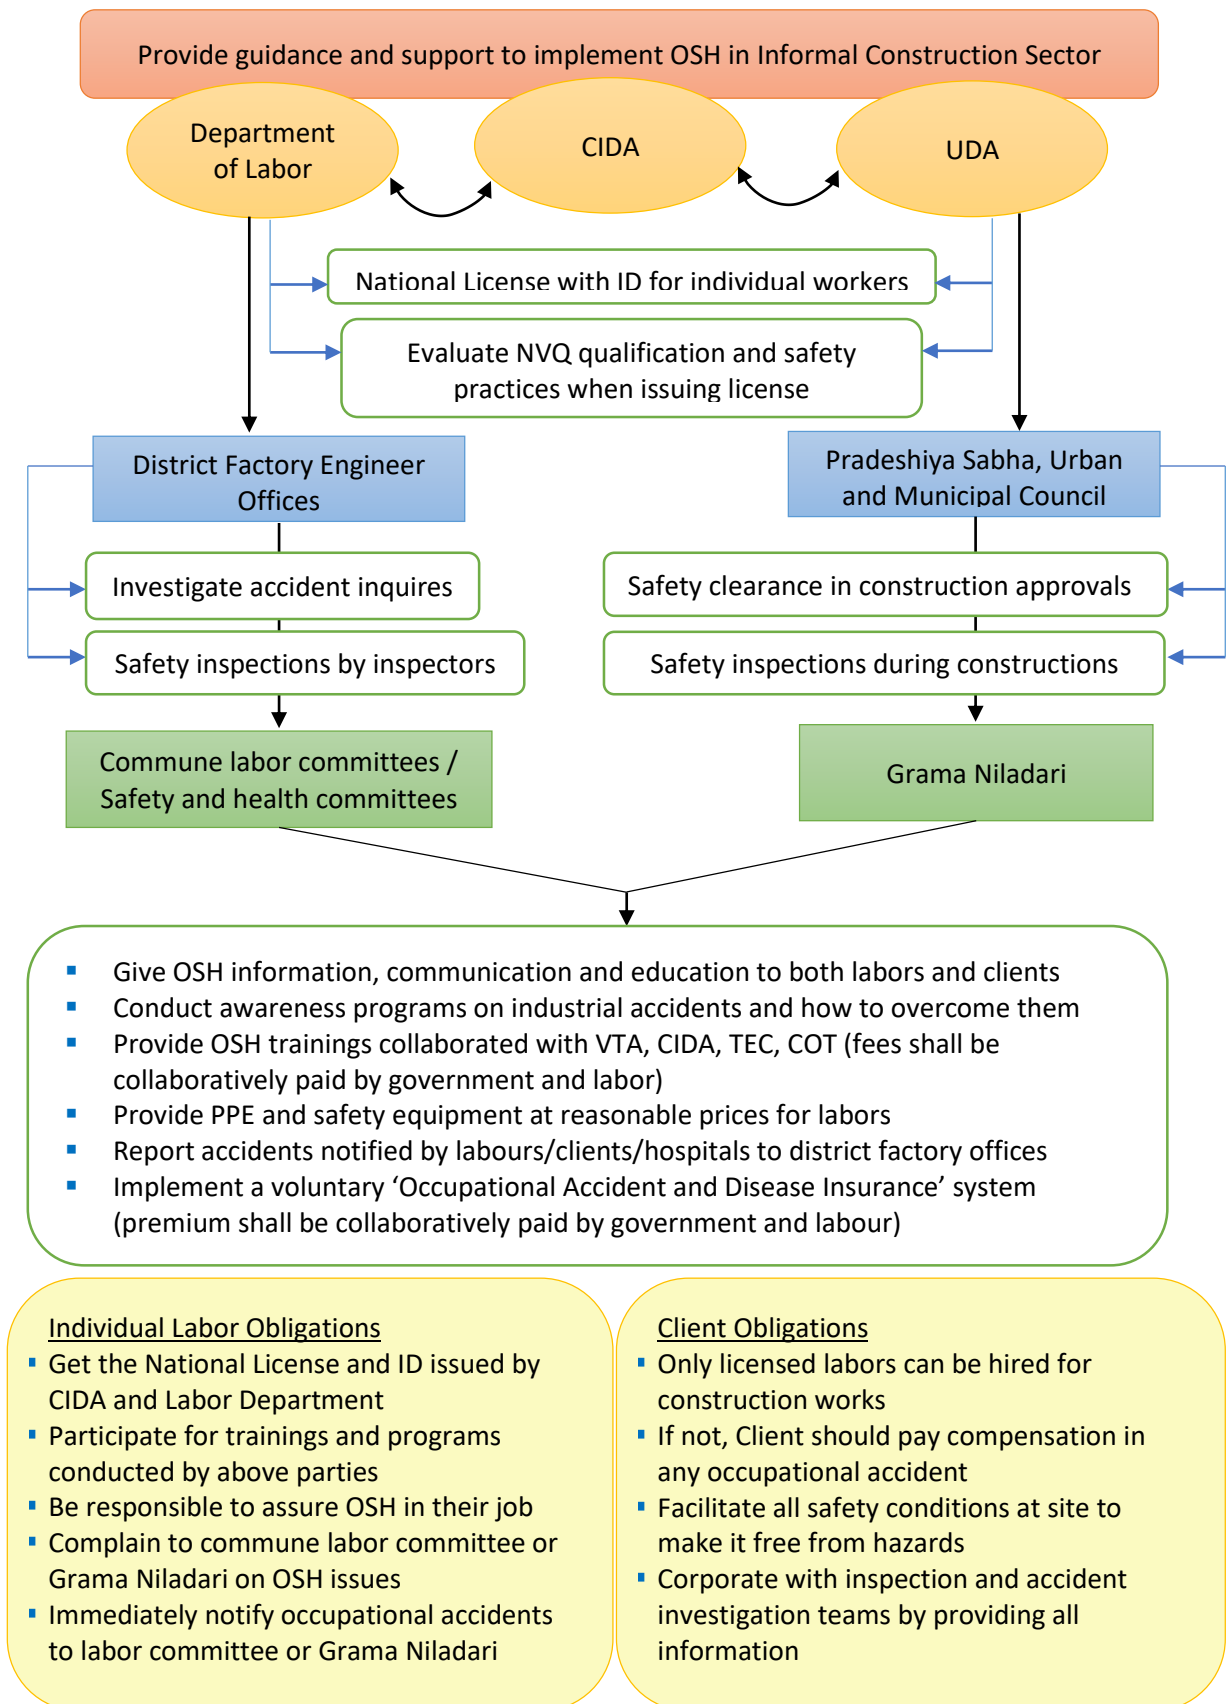 Provide guidance and support to implement OSH in Informal Construction Sector
Department
of Labor
CIDA
UDA
National License with ID for individual workers
Evaluate NVQ qualification and safety
practices when issuing license
District Factory Engineer
Offices
Pradeshiya Sabha, Urban
and Municipal Council
Investigate accident inquires
Safety clearance in construction approvals
Safety inspections by inspectors
Safety inspections during constructions
Commune labor committees /
Safety and health committees
Grama Niladari
▪ Give OSH information, communication and education to both labors and clients
▪ Conduct awareness programs on industrial accidents and how to overcome them
▪ Provide OSH trainings collaborated with VTA, CIDA, TEC, COT (fees shall be
collaboratively paid by government and labor)
▪ Provide PPE and safety equipment at reasonable prices for labors
▪ Report accidents notified by labours/clients/hospitals to district factory offices
▪ Implement a voluntary ‘Occupational Accident and Disease Insurance’ system
(premium shall be collaboratively paid by government and labour)
Individual Labor Obligations
▪ Get the National License and ID issued by
CIDA and Labor Department
▪ Participate for trainings and programs
conducted by above parties
▪ Be responsible to assure OSH in their job
▪ Complain to commune labor committee or
Grama Niladari on OSH issues
▪ Immediately notify occupational accidents
to labor committee or Grama Niladari
Client Obligations
▪ Only licensed labors can be hired for
construction works
▪ If not, Client should pay compensation in
any occupational accident
▪ Facilitate all safety conditions at site to
make it free from hazards
▪ Corporate with inspection and accident
investigation teams by providing all
information